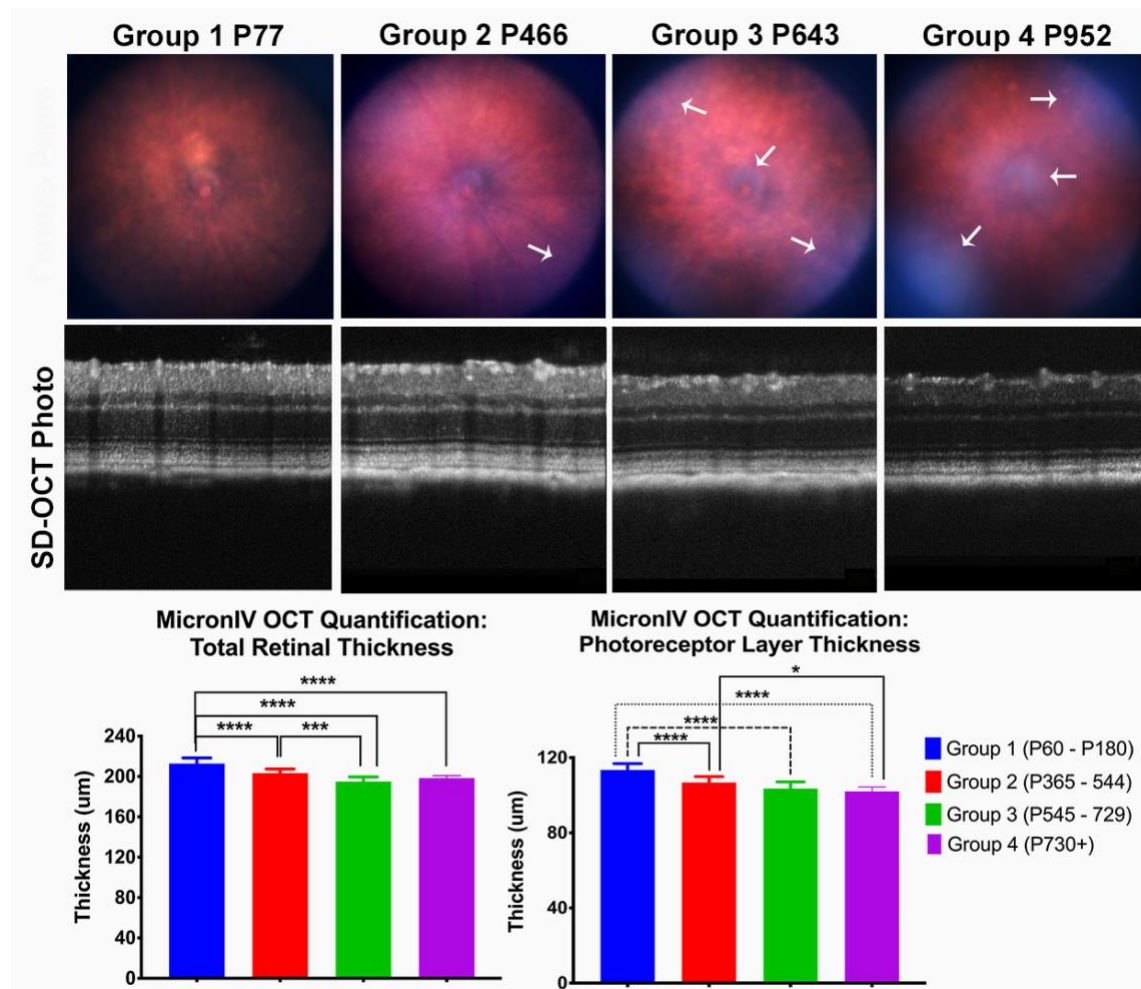 Group 1 P77
Group 2 P466
Group 3 P643
Group 4 P952
SD-OCT Photo
MicronIV OCT Quantification:
Total Retinal Thickness
****
****
****
***
Thickness (um)
240
200
160
120
80
40
0
MicronIV OCT Quantification:
Photoreceptor Layer Thickness
*
****
****
****
Thickness (um)
120
80
40
0
Group 1 (P60 - P180)
Group 2 (P365 - 544)
Group 3 (P545 - 729)
Group 4 (P730+)